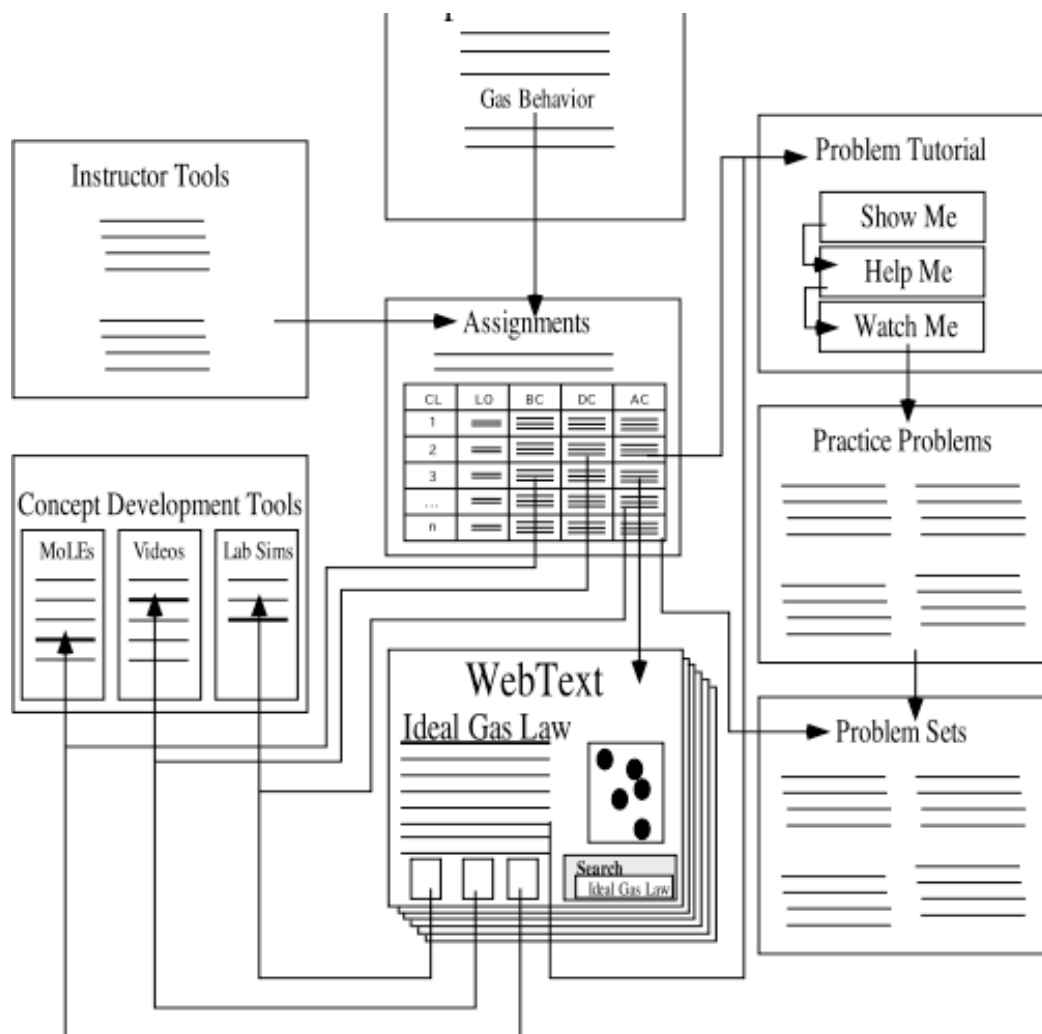 Gas Behavior
Instructor Tools
Assignments
CL LO BC DC AC
1
2
3
...
n
Problem Tutorial
Show Me
Help Me
Watch Me
Practice Problems
Concept Development Tools
MoLEs Videos Lab Sims
WebText
Ideal Gas Law
Search
Ideal Gas Law
Problem Sets